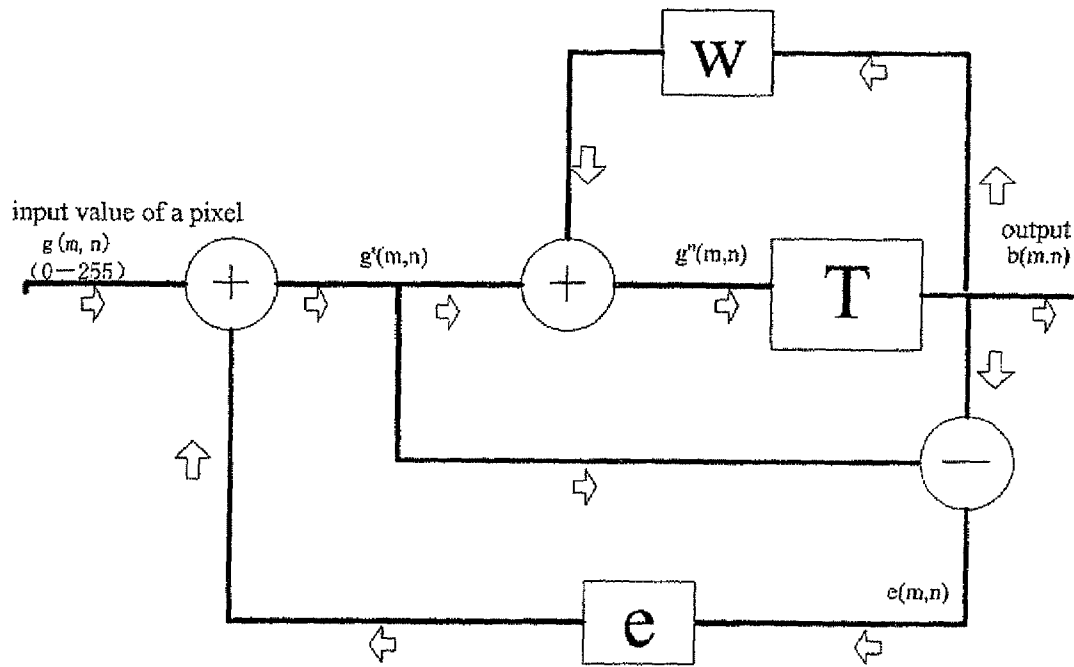 W
input value of a pixel
g(m, n)
(0−255)
+
g'(m,n)
+
g"(m,n)
T
output
b(m.n)
—
e(m,n)
e